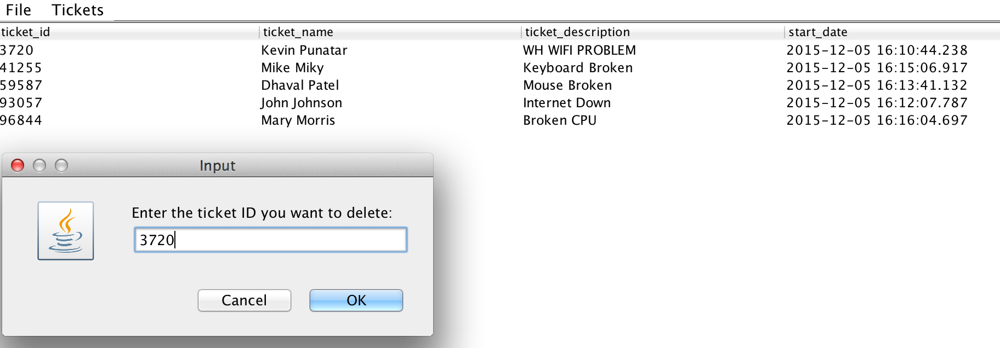 File Tickets
ticket_id ticket_name ticket_description start_date
3720 Kevin Punatar WH WIFI PROBLEM 2015-12-05 16:10:44.238
41255 Mike Miky Keyboard Broken 2015-12-05 16:15:06.917
59587 Dhaval Patel Mouse Broken 2015-12-05 16:13:41.132
93057 John Johnson Internet Down 2015-12-05 16:12:07.787
96844 Mary Morris Broken CPU 2015-12-05 16:16:04.697
Input
Enter the ticket ID you want to delete:
3720
Cancel OK